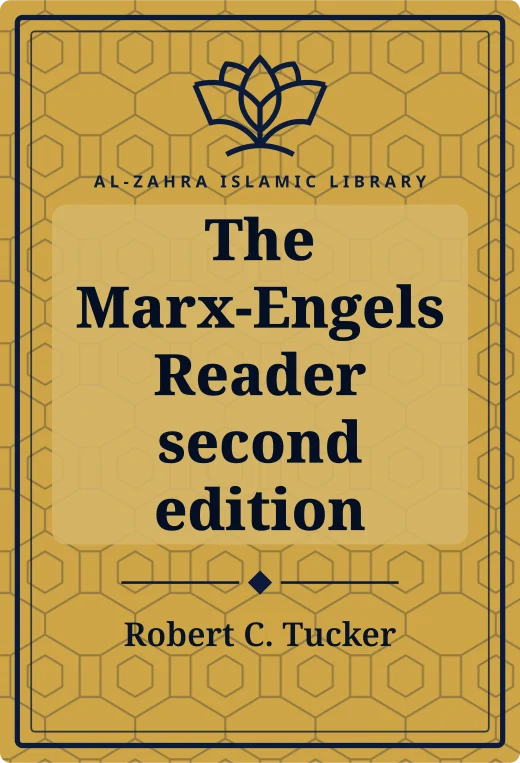 AL-ZAHRA ISLAMIC LIBRARY
The
Marx-Engels
Reader
second
edition
Robert C. Tucker